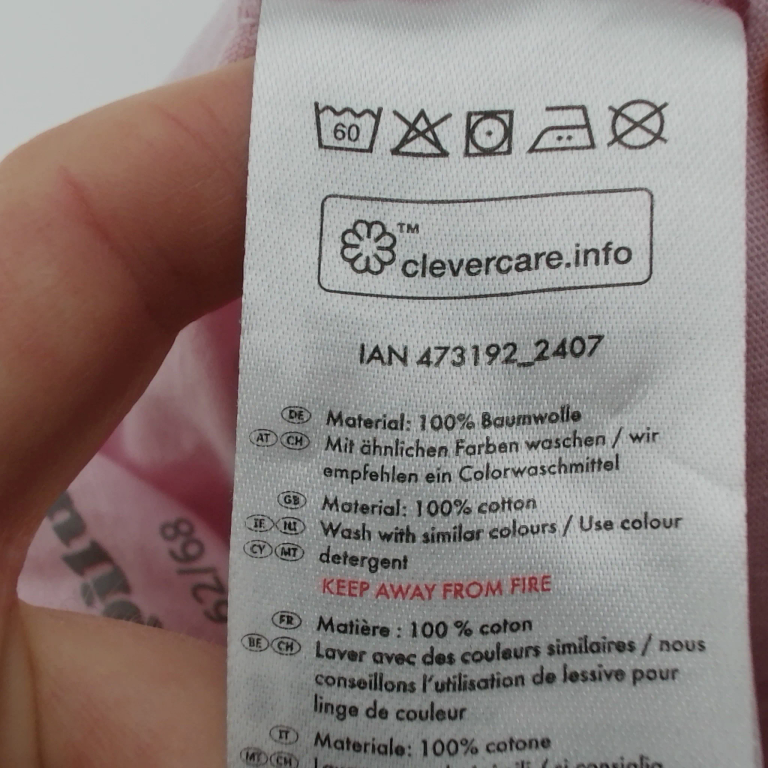 60
TM
clevercare.info
IAN 473192_2407
DE Material: 100% Baumwolle
AT CH Mit ähnlichen Farben waschen / wir
empfehlen ein Colorwaschmittel
GB Material: 100% cotton
IE NI Wash with similar colours / Use colour
CY MT detergent
KEEP AWAY FROM FIRE
FR Matière : 100 % coton
BE CH Laver avec des couleurs similaires / nous
conseillons l'utilisation de lessive pour
linge de couleur
IT Materiale: 100% cotone
MT CH
62/68